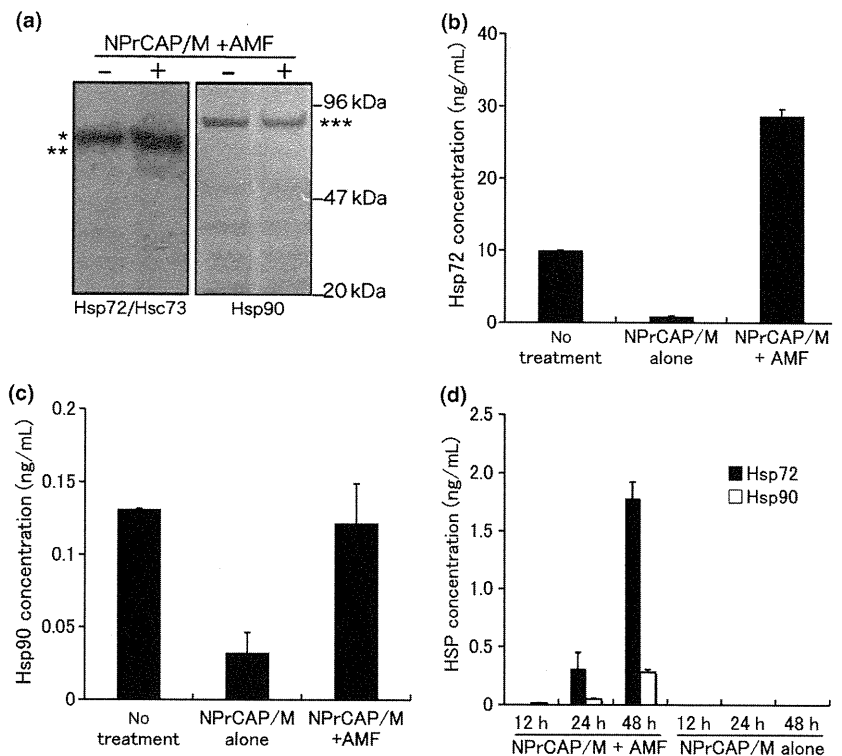 (a)
NPrCAP/M +AMF
− + − +
96 kDa
*
**
***
47 kDa
20 kDa
Hsp72/Hsc73 Hsp90
(b)
Hsp72 concentration (ng/mL)
40
30
20
10
0
No treatment
NPrCAP/M alone
NPrCAP/M + AMF
(c)
Hsp90 concentration (ng/mL)
0.2
0.15
0.1
0.05
0
No treatment
NPrCAP/M alone
NPrCAP/M +AMF
(d)
HSP concentration (ng/mL)
2.5
2.0
1.5
1.0
0.5
0
Hsp72
Hsp90
12 h 24 h 48 h 12 h 24 h 48 h
NPrCAP/M + AMF NPrCAP/M alone